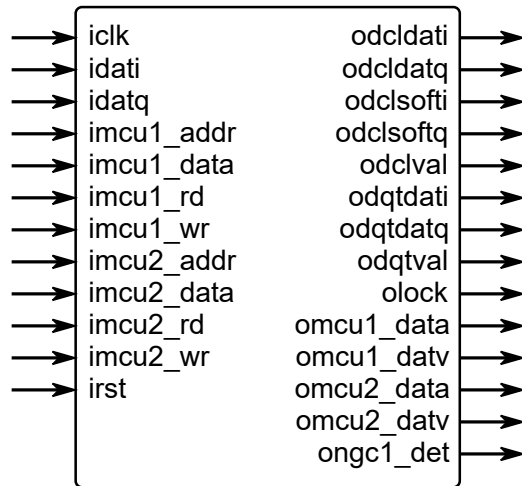 iclk
idati
idatq
imcu1_addr
imcu1_data
imcu1_rd
imcu1_wr
imcu2_addr
imcu2_data
imcu2_rd
imcu2_wr
irst
odcldati
odcldatq
odclsofti
odclsoftq
odclval
odqtdati
odqtdatq
odqtval
olock
omcu1_data
omcu1_datv
omcu2_data
omcu2_datv
ongc1_det